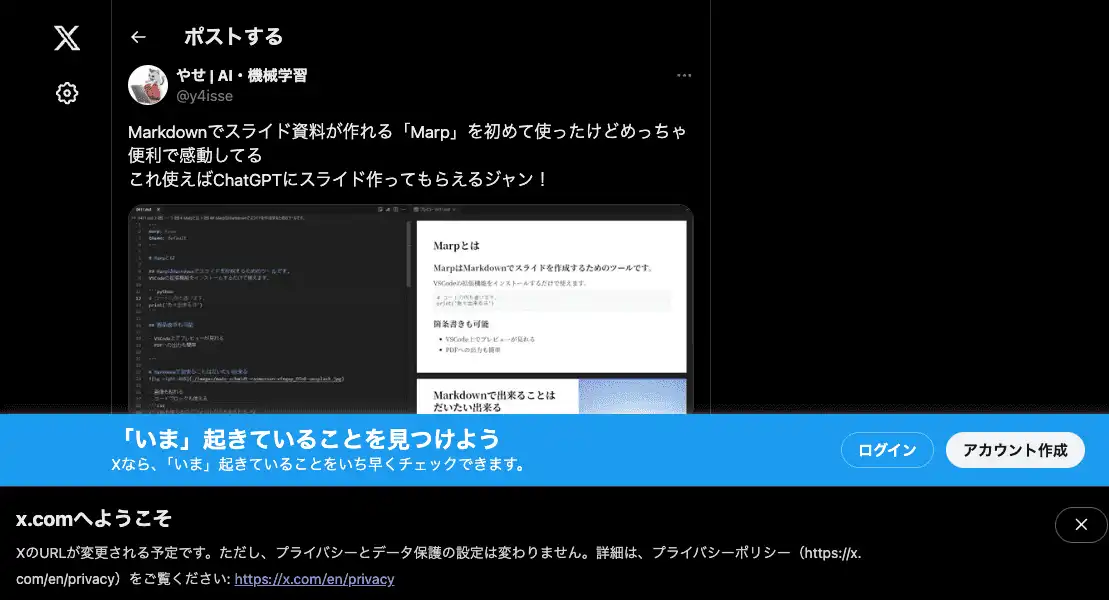 ポストする
やせ | AI・機械学習
@y4isse
Markdownでスライド資料が作れる「Marp」を初めて使ったけどめっちゃ
便利で感動してる
これ使えばChatGPTにスライド作ってもらえるジャン！
Marpとは
MarpはMarkdownでスライドを作成するためのツールです。
VSCodeの拡張機能をインストールするだけで使えます。
箇条書きも可能
• VSCode上でプレビューが見れる
• PDFへの出力も簡単
Markdownで出来ることは
だいたい出来る
「いま」起きていることを見つけよう
Xなら、「いま」起きていることをいち早くチェックできます。
ログイン
アカウント作成
x.comへようこそ
XのURLが変更される予定です。ただし、プライバシーとデータ保護の設定は変わりません。詳細は、プライバシーポリシー（https://x.
com/en/privacy）をご覧ください: https://x.com/en/privacy